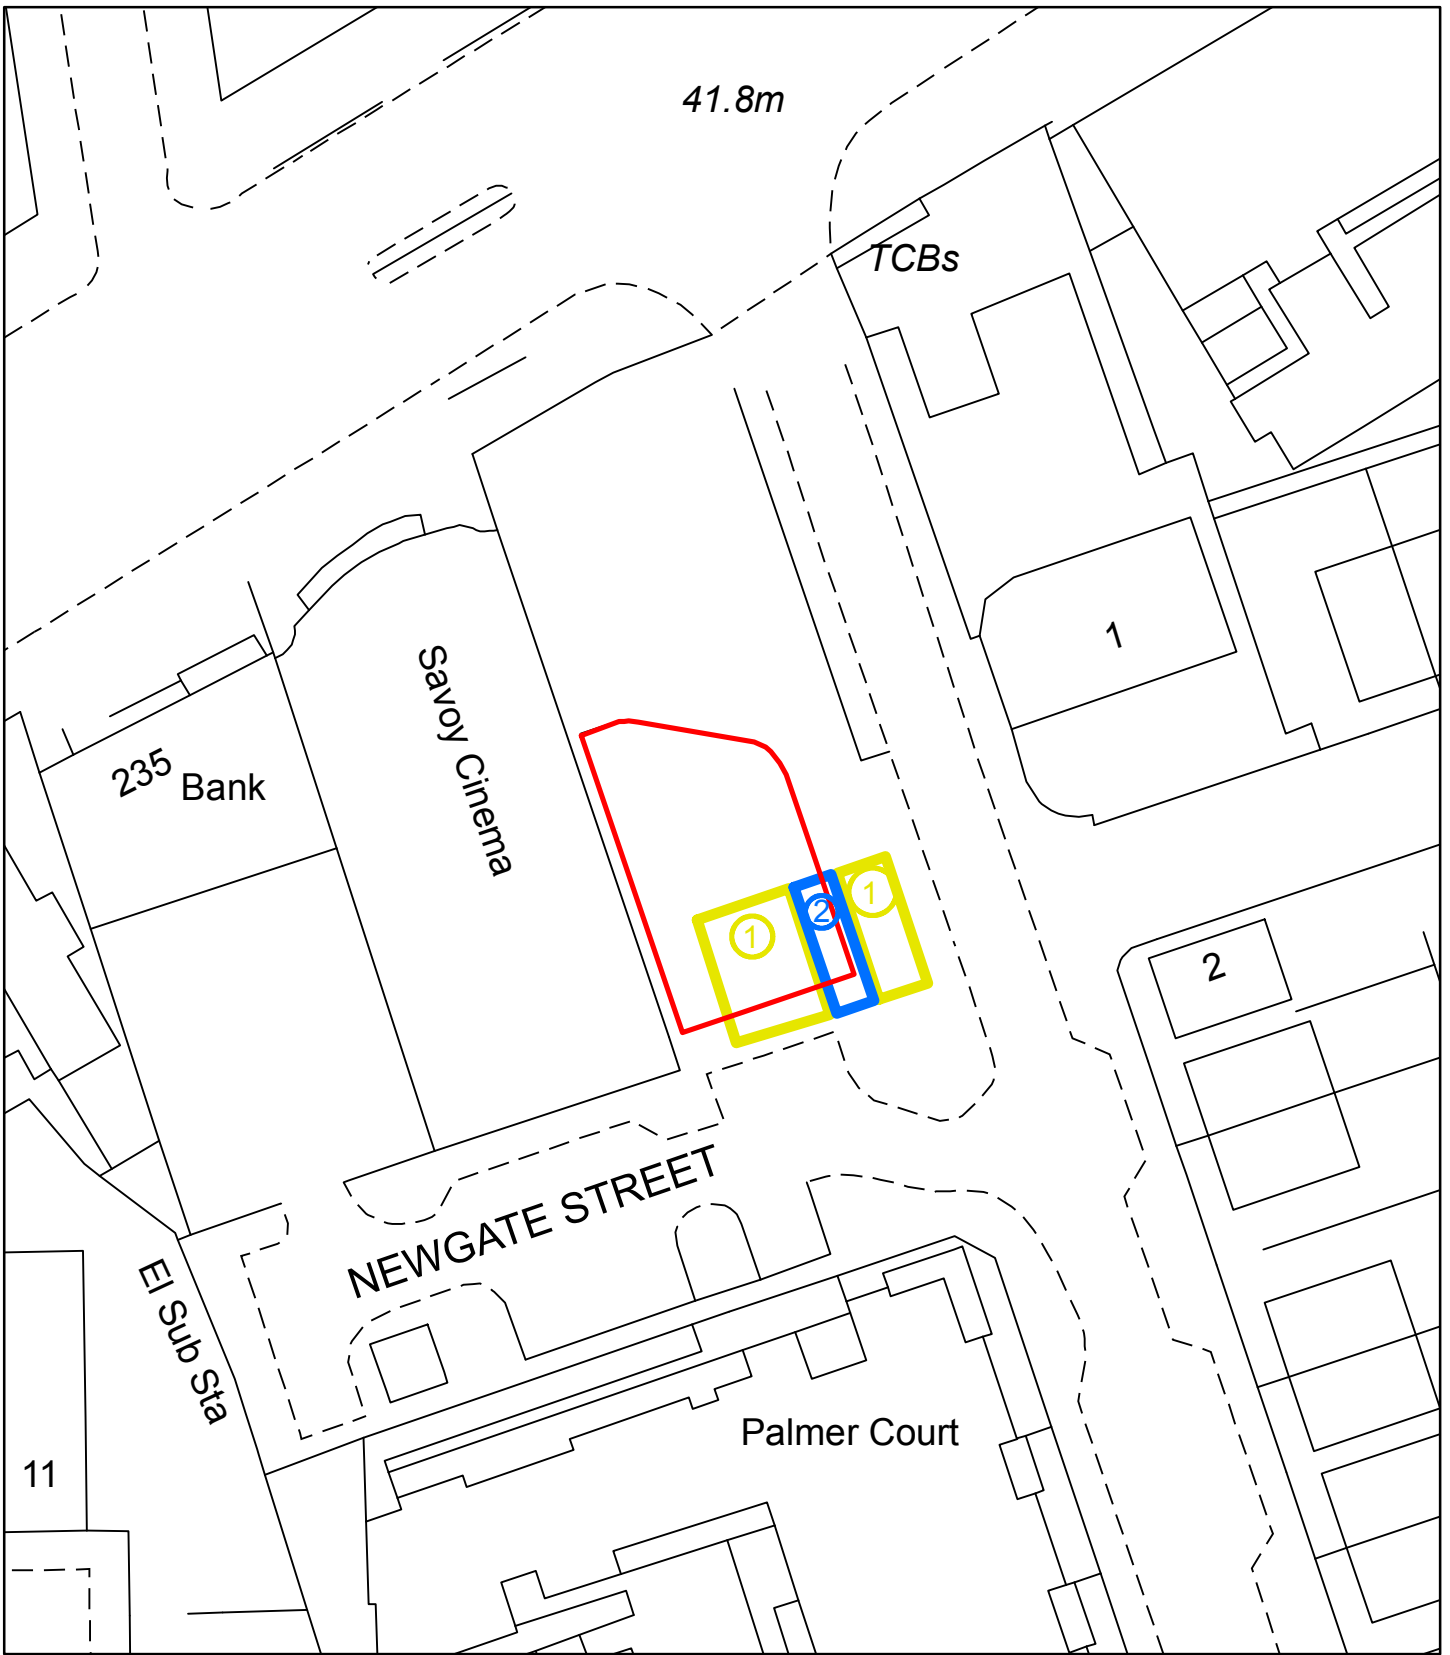 41.8m
TCBs
1
Savoy Cinema
235
Bank
1
2
1
2
NEWGATE STREET
El Sub Sta
Palmer Court
11